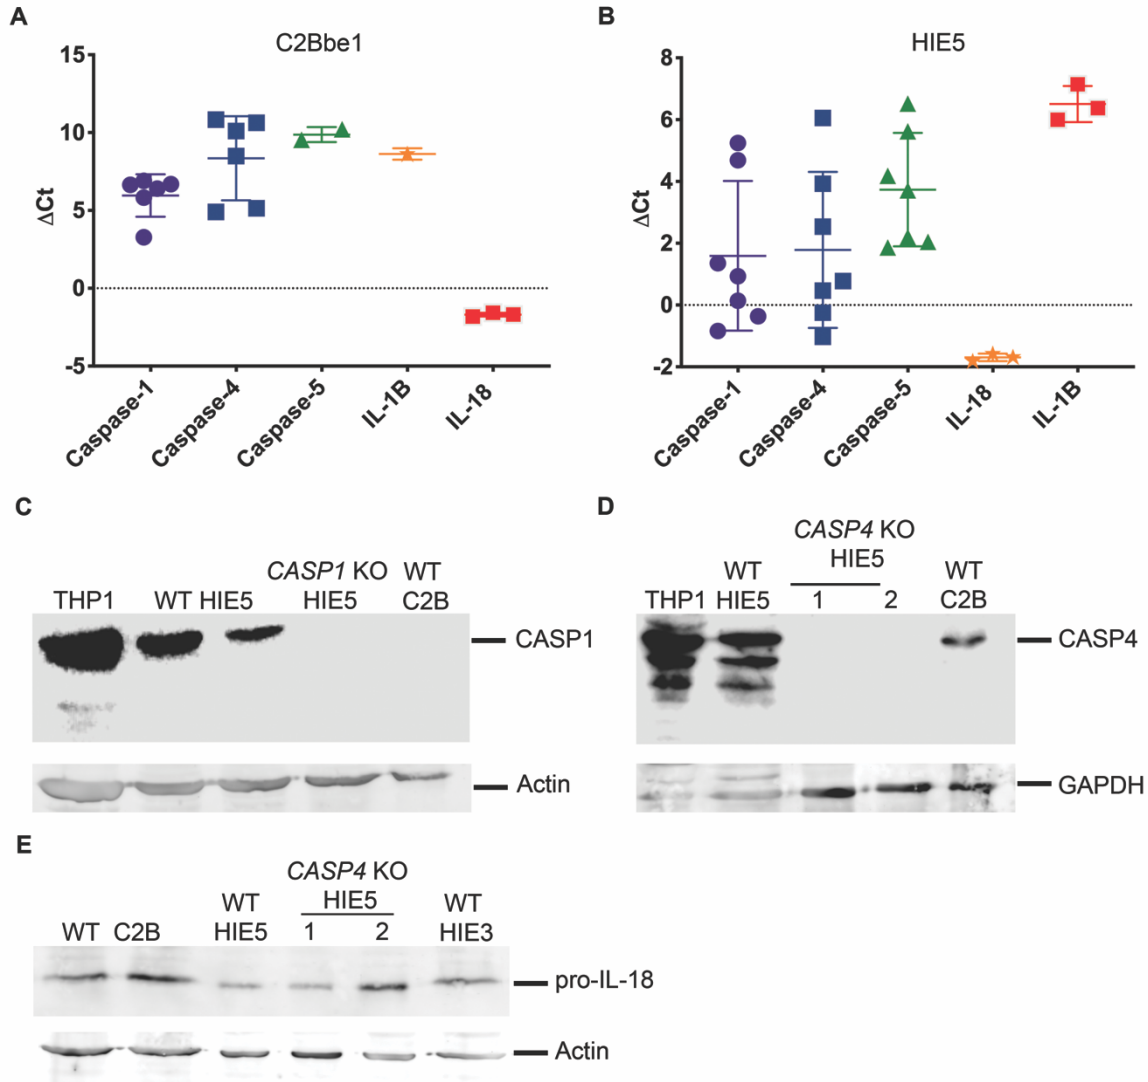 A
C2Bbe1
15
10
5
0
-5
ΔCt
Caspase-1
Caspase-4
Caspase-5
IL-1B
IL-18
B
HIE5
8
6
4
2
0
-2
ΔCt
Caspase-1
Caspase-4
Caspase-5
IL-18
IL-1B
C
THP1
WT HIE5
CASP1 KO
HIE5
WT
C2B
CASP1
Actin
D
CASP4 KO
HIE5
THP1
WT
HIE5
1
2
WT
C2B
CASP4
GAPDH
E
WT C2B
WT
HIE5
CASP4 KO
HIE5
1
2
WT
HIE3
pro-IL-18
Actin